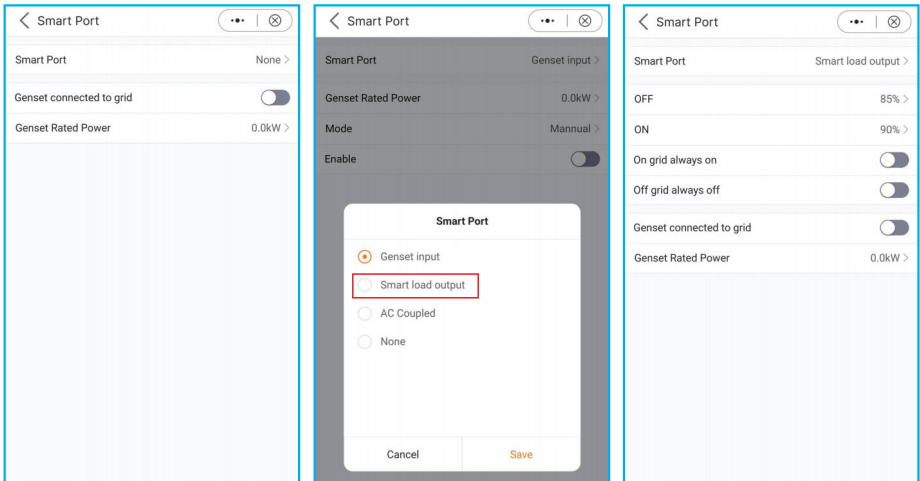 Smart Port
Smart Port None
Genset connected to grid
Genset Rated Power 0.0kW
Smart Port
Smart Port Genset input
Genset Rated Power 0.0kW
Mode Mannual
Enable
Smart Port
Genset input
Smart load output
AC Coupled
None
Cancel Save
Smart Port
Smart Port Smart load output
OFF 85%
ON 90%
On grid always on
Off grid always off
Genset connected to grid
Genset Rated Power 0.0kW